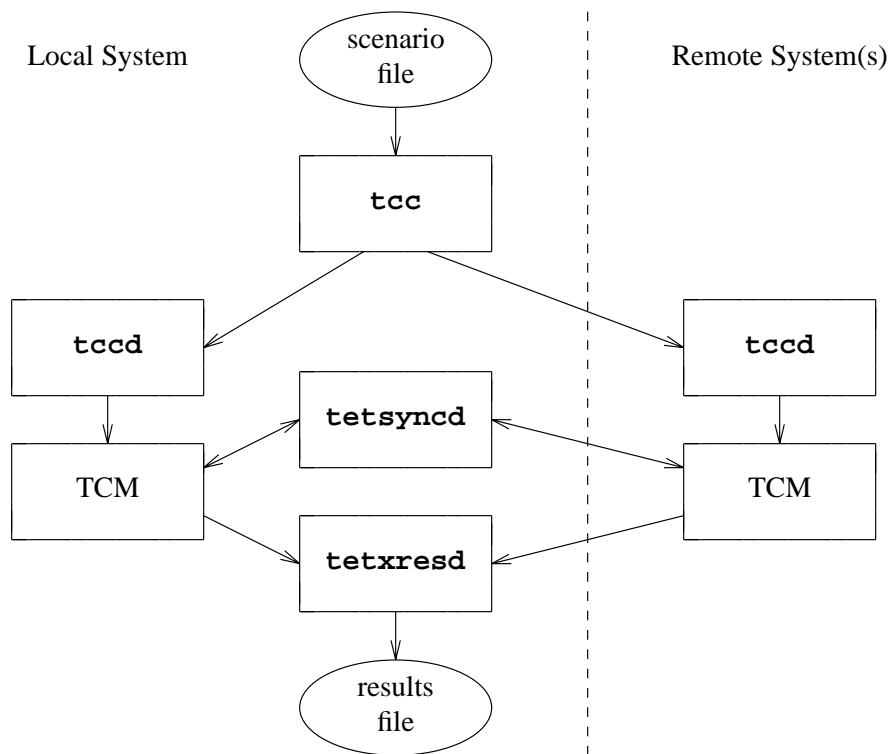 Local System
scenario
file
Remote System(s)
tcc
tccd
tccd
tetsyncd
TCM
TCM
tetxresd
results
file